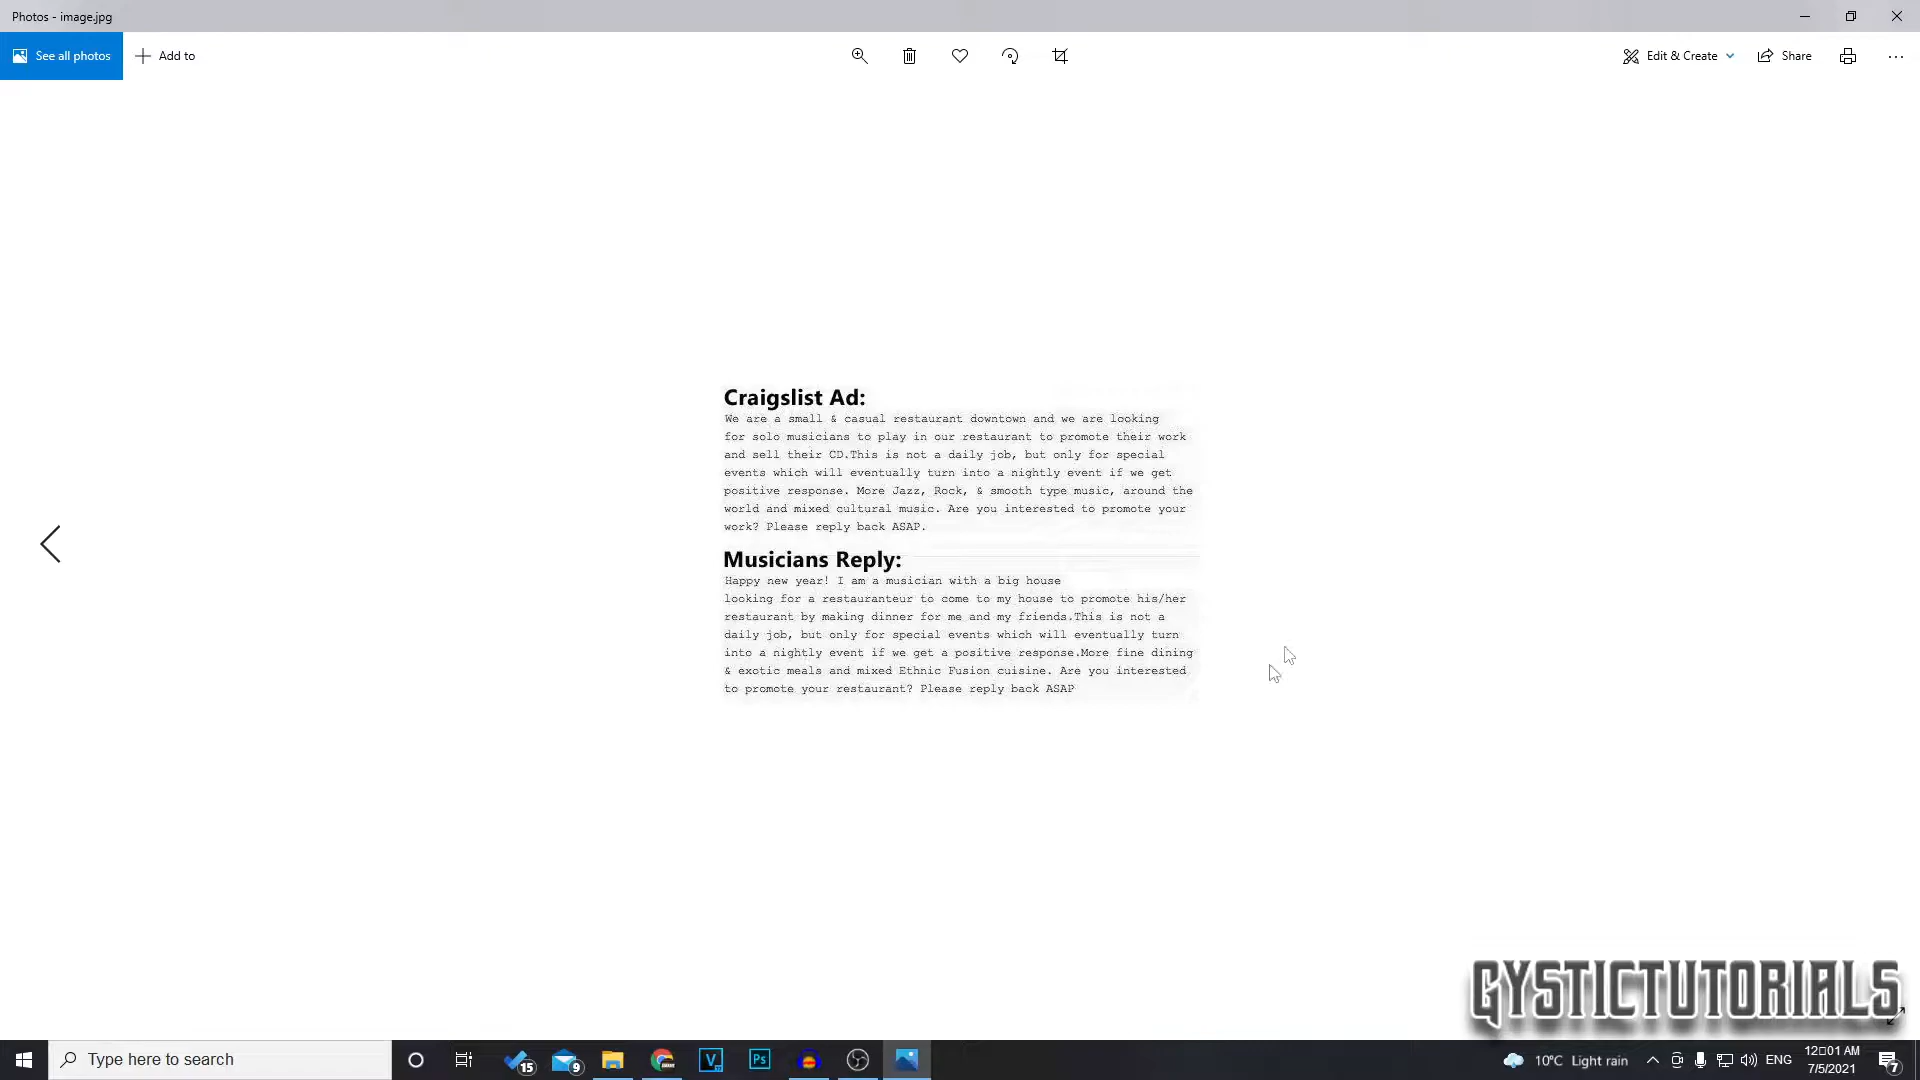 Photos - image.jpg
See all photos
Add to
Edit & Create
Share
Craigslist Ad:
We are a small & casual restaurant downtown and we are looking
for solo musicians to play in our restaurant to promote their work
and sell their CD.This is not a daily job, but only for special
events which will eventually turn into a nightly event if we get
positive response. More Jazz, Rock, & smooth type music, around the
world and mixed cultural music. Are you interested to promote your
work? Please reply back ASAP.
Musicians Reply:
Happy new year! I am a musician with a big house
looking for a restauranteur to come to my house to promote his/her
restaurant by making dinner for me and my friends.This is not a
daily job, but only for special events which will eventually turn
into a nightly event if we get a positive response.More fine dining
& exotic meals and mixed Ethnic Fusion cuisine. Are you interested
to promote your restaurant? Please reply back ASAP
GYSTICTUTORIALS
Type here to search
15
9
V
Ps
10°C Light rain
ENG
12□01 AM
7/5/2021
7